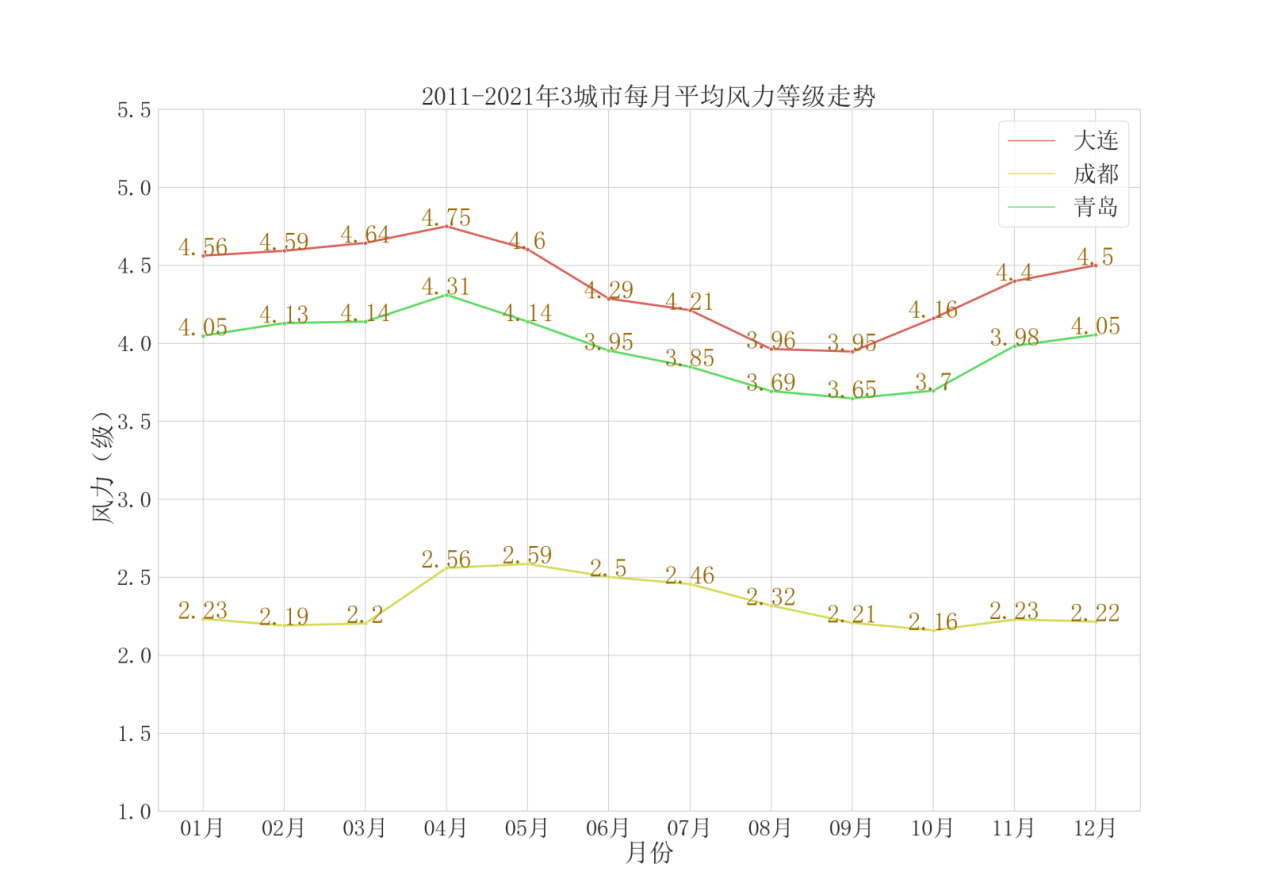 2011-2021年3城市每月平均风力等级走势
大连
成都
青岛
风力（级）
5.5
5.0
4.5
4.0
3.5
3.0
2.5
2.0
1.5
1.0
4.56 4.59 4.64 4.75 4.6 4.29 4.21 3.96 3.95 4.16 4.4 4.5
4.05 4.13 4.14 4.31 4.14 3.95 3.85 3.69 3.65 3.7 3.98 4.05
2.23 2.19 2.2 2.56 2.59 2.5 2.46 2.32 2.21 2.16 2.23 2.22
01月 02月 03月 04月 05月 06月 07月 08月 09月 10月 11月 12月
月份